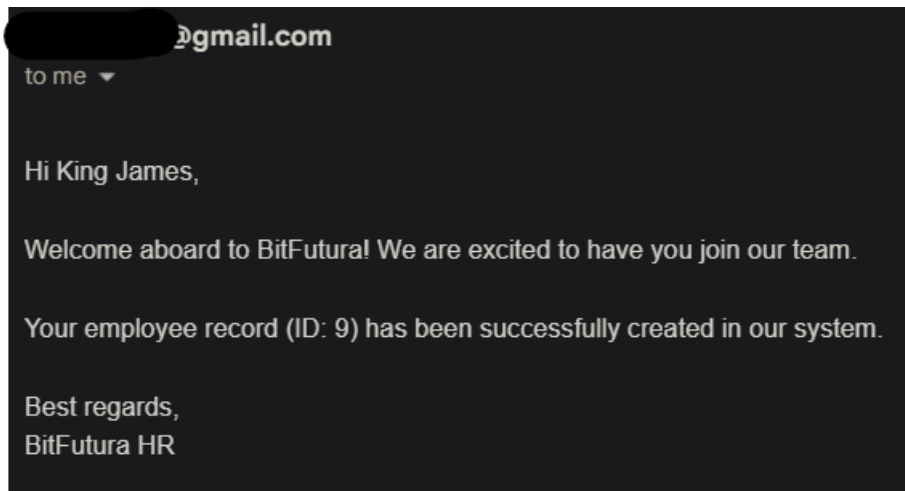 @gmail.com
to me
Hi King James,
Welcome aboard to BitFutura! We are excited to have you join our team.
Your employee record (ID: 9) has been successfully created in our system.
Best regards,
BitFutura HR